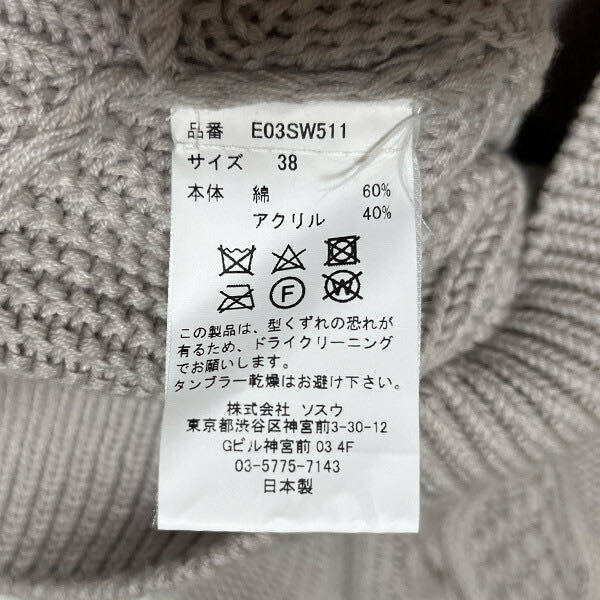 品番 E03SW511
サイズ 38
本体 綿 60%
アクリル 40%
F W
この製品は、型くずれの恐れが
有るため、ドライクリーニング
でお願いします。
タンブラー乾燥はお避け下さい。
株式会社 ソスウ
東京都渋谷区神宮前3-30-12
Gビル神宮前 03 4F
03-5775-7143
日本製